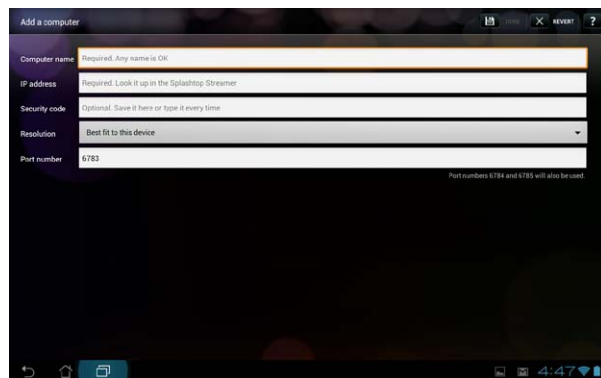 Add a computer
DONE
REVERT ?
Computer name Required. Any name is OK
IP address Required. Look it up in the Splashtop Streamer
Security code Optional. Save it here or type it every time
Resolution Best fit to this device
Port number 6783
Port numbers 6784 and 6785 will also be used.
4:47